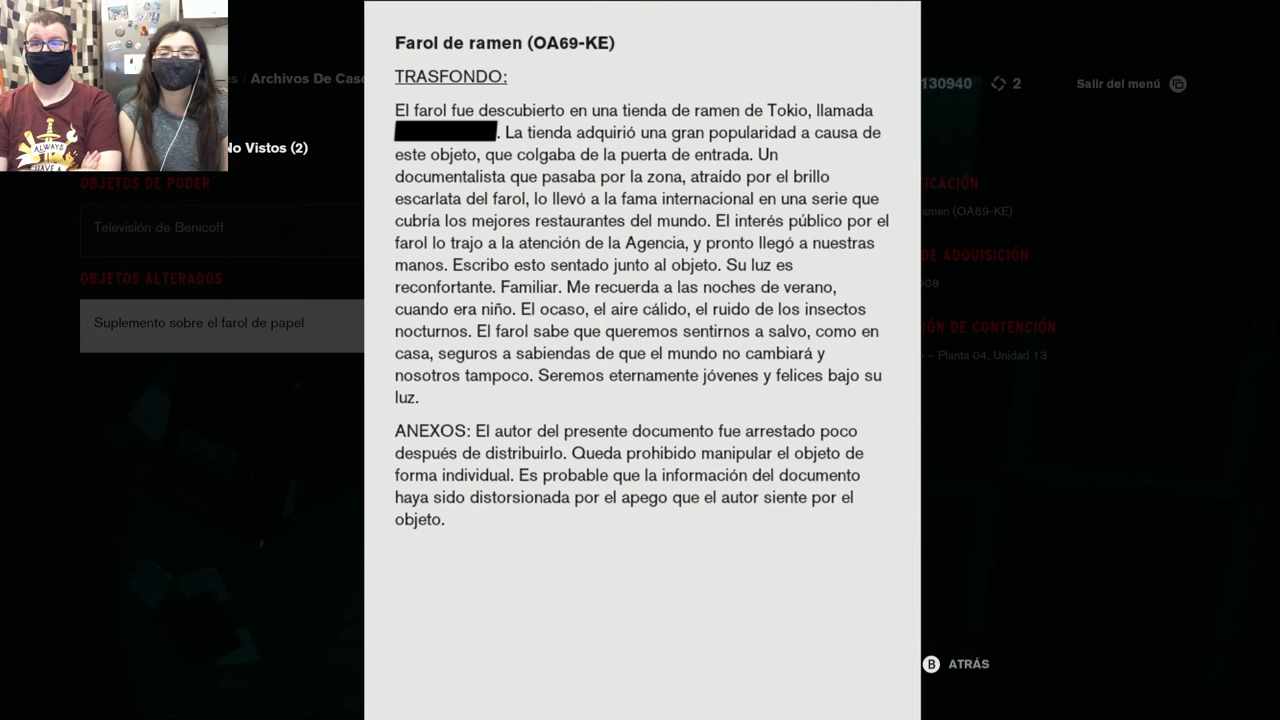 Farol de ramen (OA69-KE)
TRASFONDO:
El farol fue descubierto en una tienda de ramen de Tokio, llamada
. La tienda adquirió una gran popularidad a causa de
este objeto, que colgaba de la puerta de entrada. Un
documentalista que pasaba por la zona, atraído por el brillo
escarlata del farol, lo llevó a la fama internacional en una serie que
cubría los mejores restaurantes del mundo. El interés público por el
farol lo trajo a la atención de la Agencia, y pronto llegó a nuestras
manos. Escribo esto sentado junto al objeto. Su luz es
reconfortante. Familiar. Me recuerda a las noches de verano,
cuando era niño. El ocaso, el aire cálido, el ruido de los insectos
nocturnos. El farol sabe que queremos sentirnos a salvo, como en
casa, seguros a sabiendas de que el mundo no cambiará y
nosotros tampoco. Seremos eternamente jóvenes y felices bajo su
luz.
ANEXOS: El autor del presente documento fue arrestado poco
después de distribuirlo. Queda prohibido manipular el objeto de
forma individual. Es probable que la información del documento
haya sido distorsionada por el apego que el autor siente por el
objeto.
ALWAYS
HAVE A
Archivos De Caso
No Vistos (2)
OBJETOS DE PODER
Televisión de Benicoff
OBJETOS ALTERADOS
Suplemento sobre el farol de papel
130940
2
Salir del menú
ICACIÓN
ramen (OA69-KE)
DE ADQUISICIÓN
008
ÓN DE CONTENCIÓN
– Planta 04, Unidad 13
B ATRÁS